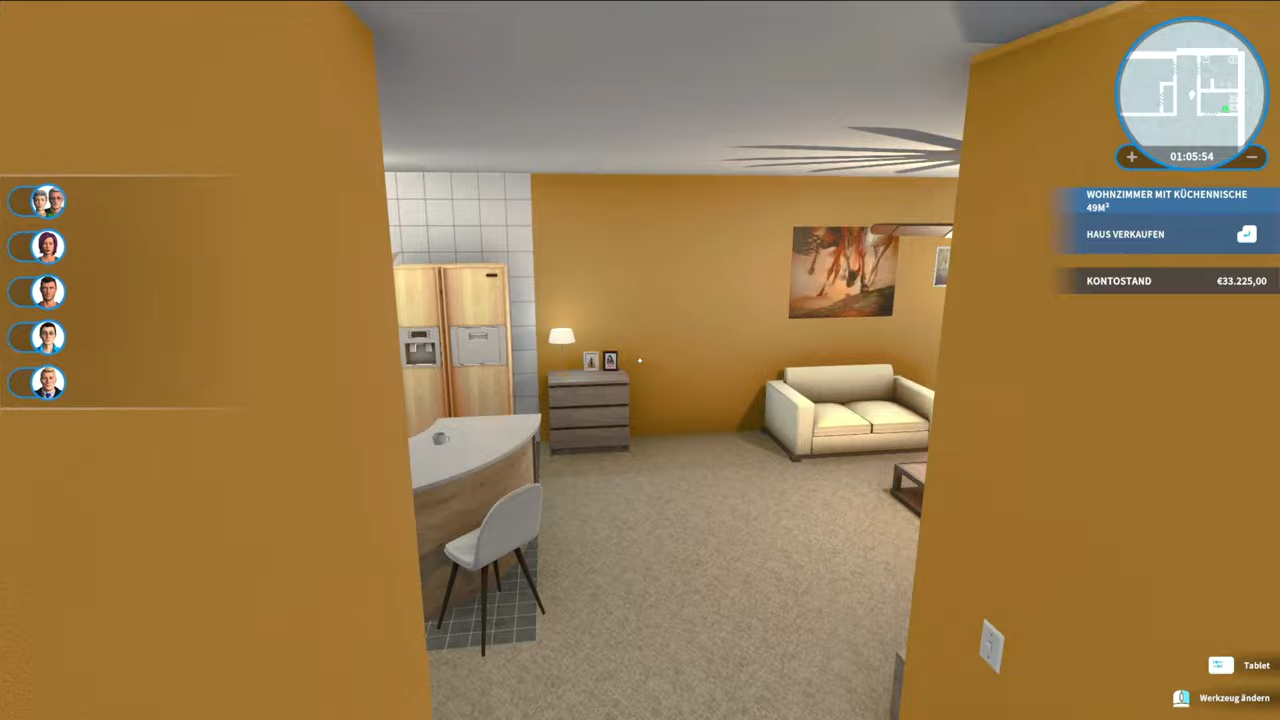 01:05:54
WOHNZIMMER MIT KÜCHENNISCHE
49M²
HAUS VERKAUFEN
KONTOSTAND €33.225,00
Tablet
Werkzeug ändern